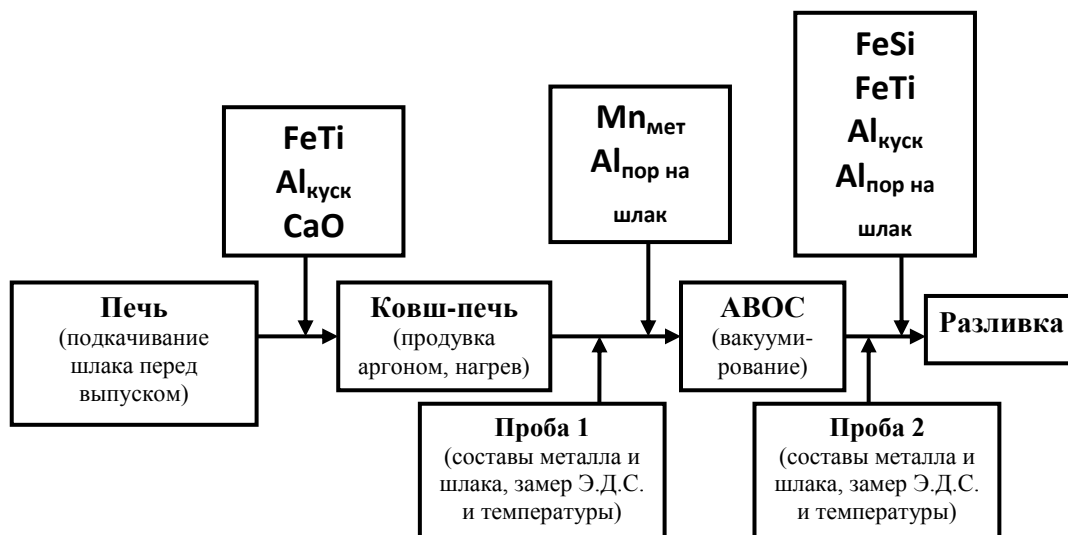 FeTi
Alкуск
CaO
Mnмет
Alпор на
шлак
FeSi
FeTi
Alкуск
Alпор на
шлак
Печь
(подкачивание
шлака перед
выпуском)
Ковш-печь
(продувка
аргоном, нагрев)
АВОС
(вакууми-
рование)
Разливка
Проба 1
(составы металла и
шлака, замер Э.Д.С.
и температуры)
Проба 2
(составы металла и
шлака, замер Э.Д.С.
и температуры)